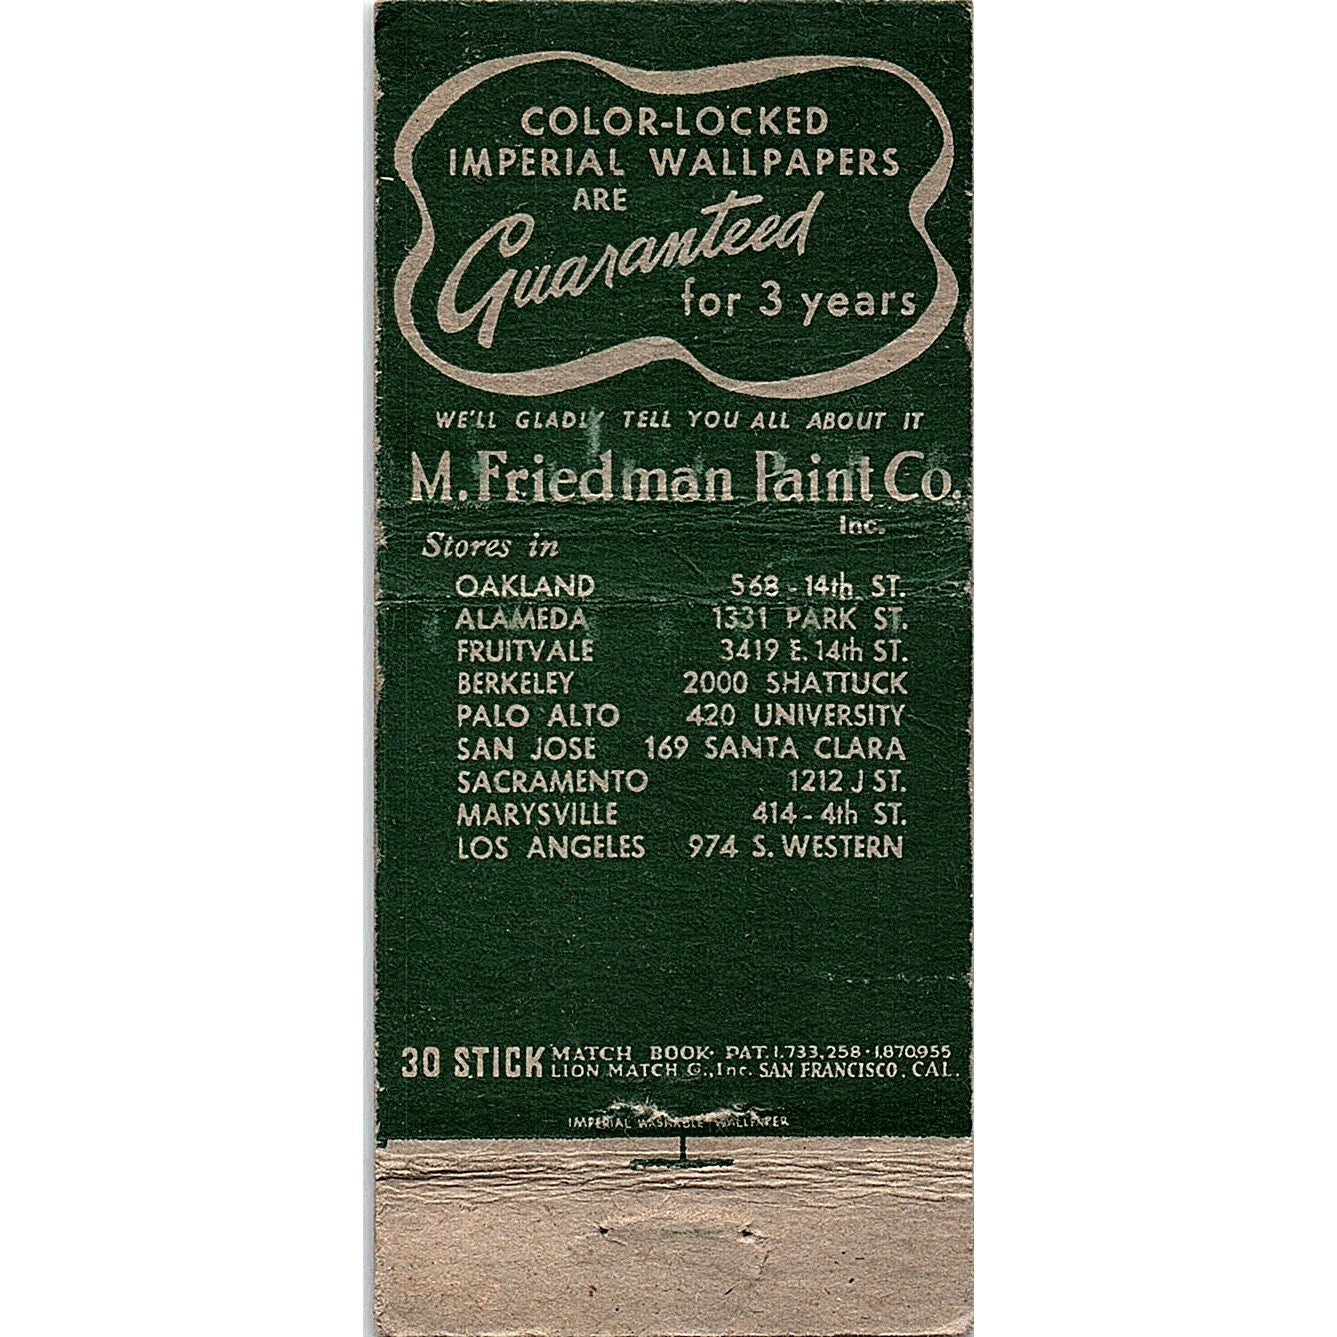 COLOR-LOCKED
IMPERIAL WALLPAPERS
ARE
Guaranteed
for 3 years
WE'LL GLADLY TELL YOU ALL ABOUT IT
M. Friedman Paint Co.
Inc.
Stores in
OAKLAND 568 - 14th ST.
ALAMEDA 1331 PARK ST.
FRUITVALE 3419 E. 14th ST.
BERKELEY 2000 SHATTUCK
PALO ALTO 420 UNIVERSITY
SAN JOSE 169 SANTA CLARA
SACRAMENTO 1212 J ST.
MARYSVILLE 414 - 4th ST.
LOS ANGELES 974 S. WESTERN
30 STICK MATCH BOOK · PAT. 1,733,258 · 1,870,955
LION MATCH Co., Inc. SAN FRANCISCO, CAL.
IMPERIAL WASHABLE WALLPAPER